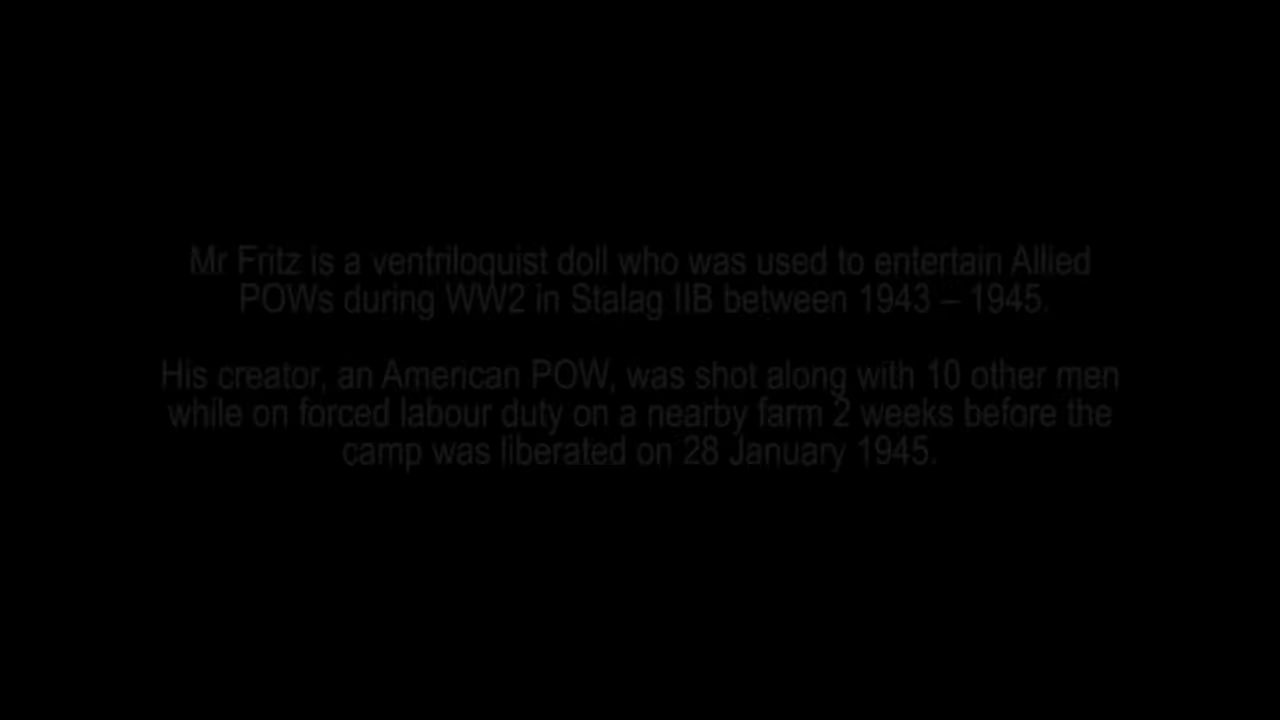 Mr Fritz is a ventriloquist doll who was used to entertain Allied
POWs during WW2 in Stalag IIB between 1943 – 1945.
His creator, an American POW, was shot along with 10 other men
while on forced labour duty on a nearby farm 2 weeks before the
camp was liberated on 28 January 1945.